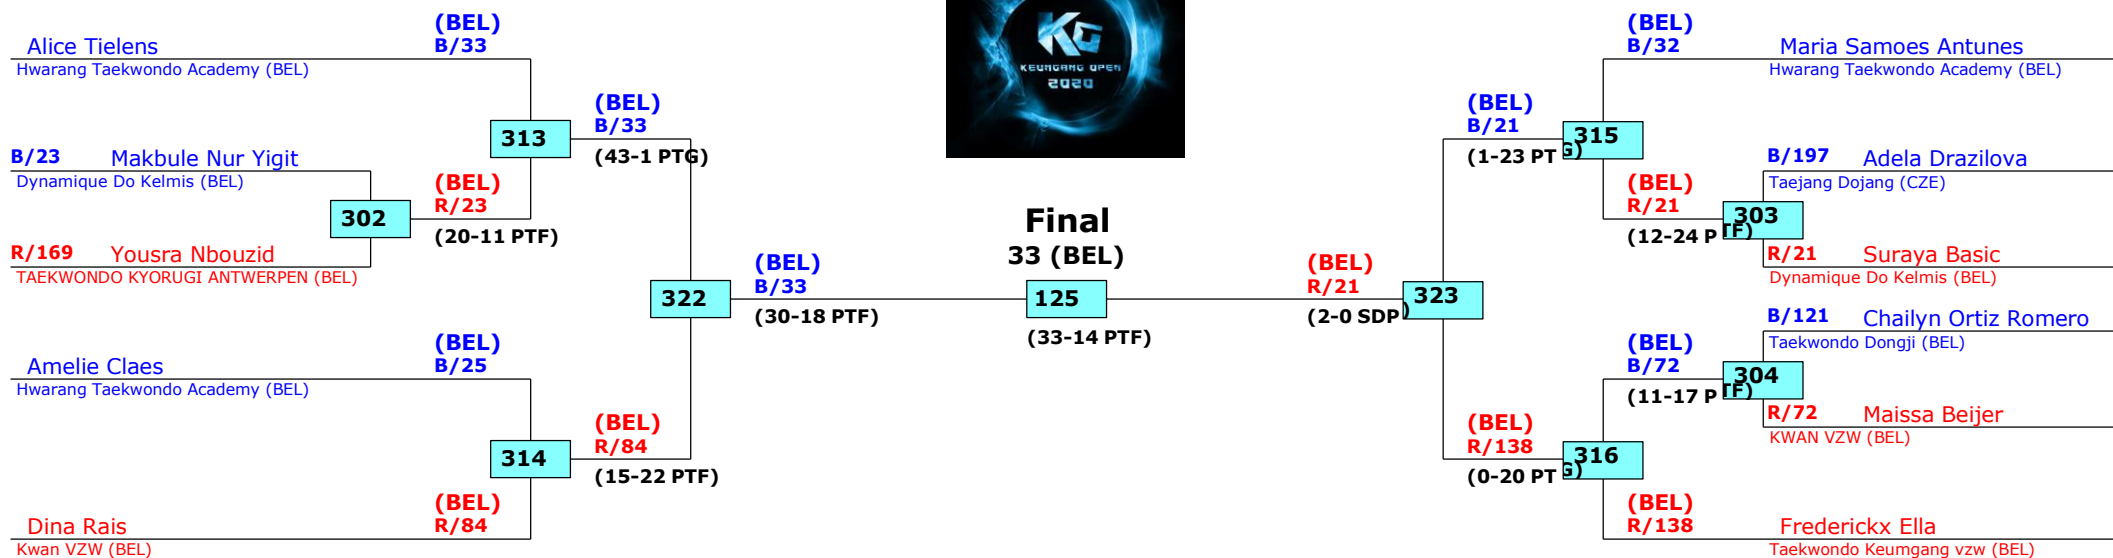 (BEL)
B/33
Alice Tielens
Hwarang Taekwondo Academy (BEL)
313
(BEL)
B/33
(43-1 PTG)
B/23 Makbule Nur Yigit
Dynamique Do Kelmis (BEL)
302
(BEL)
R/23
(20-11 PTF)
R/169 Yousra Nbouzid
TAEKWONDO KYORUGI ANTWERPEN (BEL)
322
(BEL)
B/33
(30-18 PTF)
(BEL)
B/25
Amelie Claes
Hwarang Taekwondo Academy (BEL)
314
(BEL)
R/84
(15-22 PTF)
(BEL)
R/84
Dina Rais
Kwan VZW (BEL)
KG
KEUMGANG OPEN
2020
Final
33 (BEL)
125
(33-14 PTF)
(BEL)
B/32
Maria Samoes Antunes
Hwarang Taekwondo Academy (BEL)
(BEL)
B/21
(1-23 PTG)
315
B/197 Adela Drazilova
Taejang Dojang (CZE)
(BEL)
R/21
(12-24 PTF)
303
R/21 Suraya Basic
Dynamique Do Kelmis (BEL)
(BEL)
R/21
(2-0 SDP)
323
B/121 Chailyn Ortiz Romero
Taekwondo Dongji (BEL)
(BEL)
B/72
(11-17 PTF)
304
R/72 Maissa Beijer
KWAN VZW (BEL)
(BEL)
R/138
(0-20 PTG)
316
(BEL)
R/138
Frederickx Ella
Taekwondo Keumgang vzw (BEL)